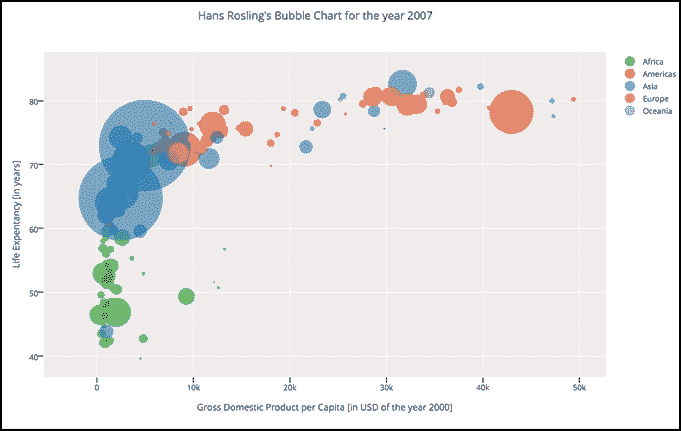 Hans Rosling's Bubble Chart for the year 2007
Africa
Americas
Asia
Europe
Oceania
80
70
60
50
40
Life Expentancy [in years]
0
10k
20k
30k
40k
50k
Gross Domestic Product per Capita [in USD of the year 2000]